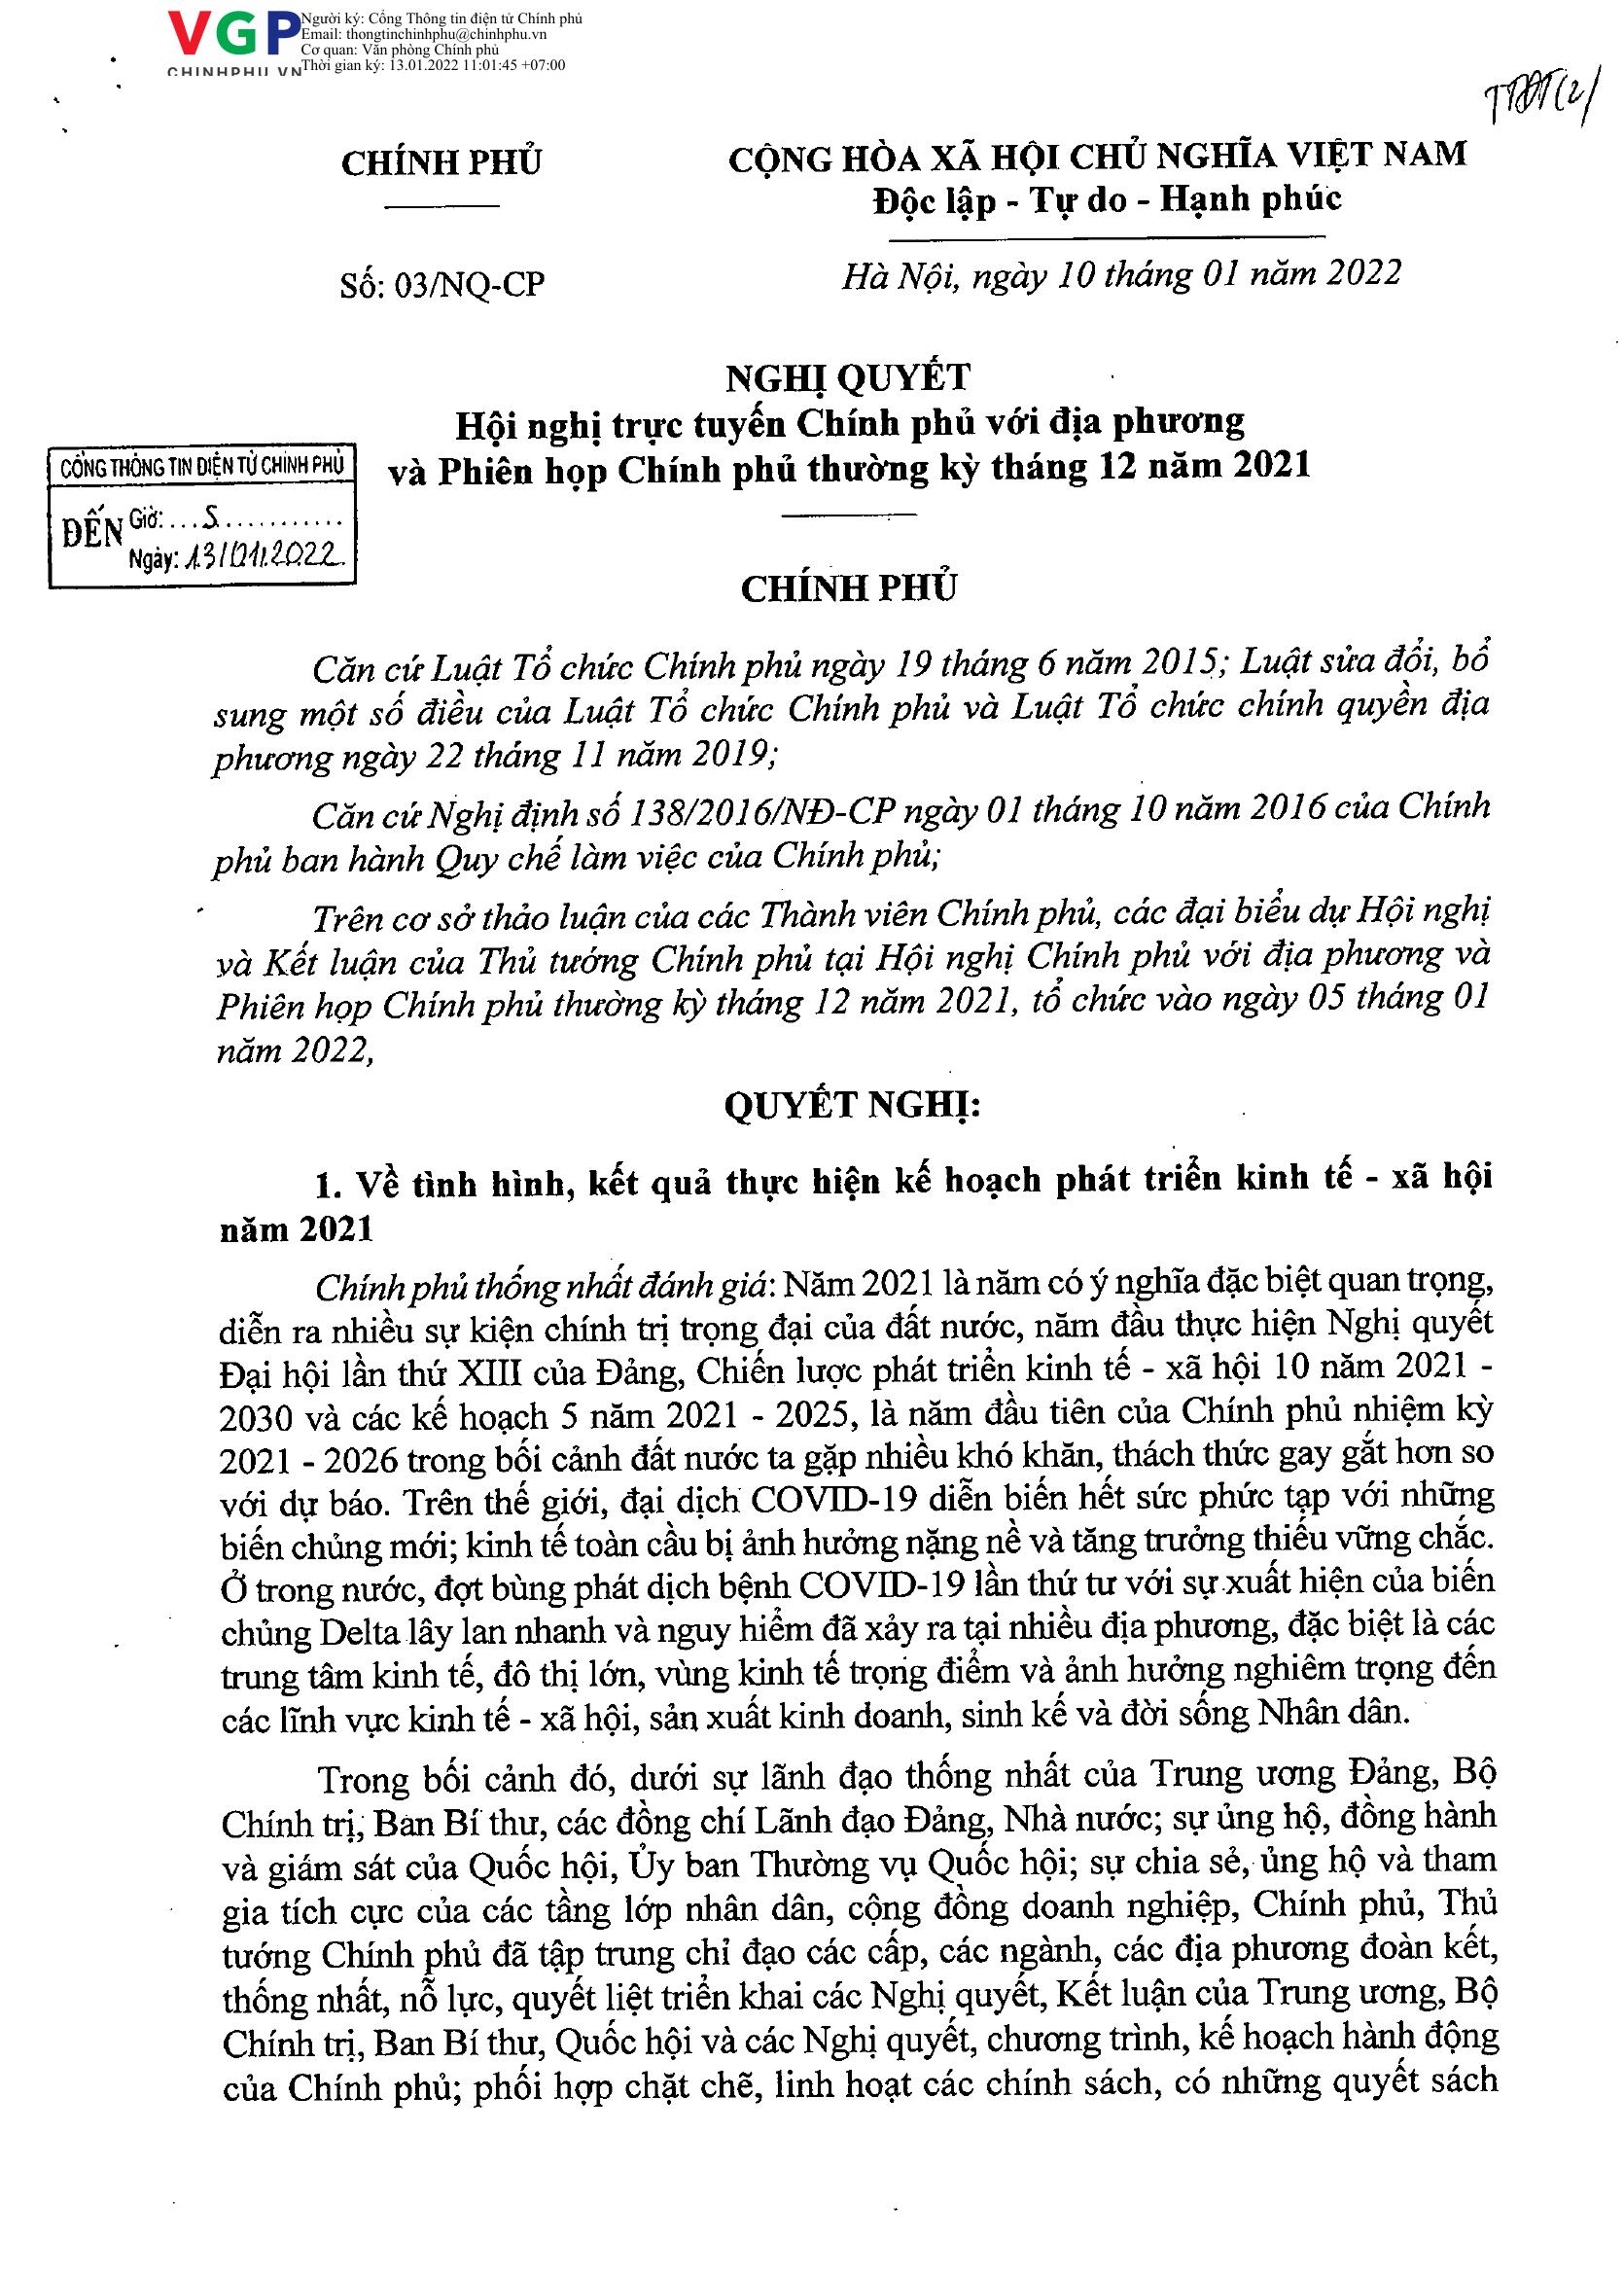 VGP
CHINHPHU.VN
Người ký: Cổng Thông tin điện tử Chính phủ
Email: thongtinchinhphu@chinhphu.vn
Cơ quan: Văn phòng Chính phủ
Thời gian ký: 13.01.2022 11:01:45 +07:00
CHÍNH PHỦ
CỘNG HÒA XÃ HỘI CHỦ NGHĨA VIỆT NAM
Độc lập - Tự do - Hạnh phúc
Số: 03/NQ-CP
Hà Nội, ngày 10 tháng 01 năm 2022
NGHỊ QUYẾT
Hội nghị trực tuyến Chính phủ với địa phương
và Phiên họp Chính phủ thường kỳ tháng 12 năm 2021
CỔNG THÔNG TIN ĐIỆN TỬ CHÍNH PHỦ
ĐẾN
Giờ: ...S............
Ngày: 13/01/2022
CHÍNH PHỦ
Căn cứ Luật Tổ chức Chính phủ ngày 19 tháng 6 năm 2015; Luật sửa đổi, bổ
sung một số điều của Luật Tổ chức Chính phủ và Luật Tổ chức chính quyền địa
phương ngày 22 tháng 11 năm 2019;
Căn cứ Nghị định số 138/2016/NĐ-CP ngày 01 tháng 10 năm 2016 của Chính
phủ ban hành Quy chế làm việc của Chính phủ;
Trên cơ sở thảo luận của các Thành viên Chính phủ, các đại biểu dự Hội nghị
và Kết luận của Thủ tướng Chính phủ tại Hội nghị Chính phủ với địa phương và
Phiên họp Chính phủ thường kỳ tháng 12 năm 2021, tổ chức vào ngày 05 tháng 01
năm 2022,
QUYẾT NGHỊ:
1. Về tình hình, kết quả thực hiện kế hoạch phát triển kinh tế - xã hội
năm 2021
Chính phủ thống nhất đánh giá: Năm 2021 là năm có ý nghĩa đặc biệt quan trọng,
diễn ra nhiều sự kiện chính trị trọng đại của đất nước, năm đầu thực hiện Nghị quyết
Đại hội lần thứ XIII của Đảng, Chiến lược phát triển kinh tế - xã hội 10 năm 2021 -
2030 và các kế hoạch 5 năm 2021 - 2025, là năm đầu tiên của Chính phủ nhiệm kỳ
2021 - 2026 trong bối cảnh đất nước ta gặp nhiều khó khăn, thách thức gay gắt hơn so
với dự báo. Trên thế giới, đại dịch COVID-19 diễn biến hết sức phức tạp với những
biến chủng mới; kinh tế toàn cầu bị ảnh hưởng nặng nề và tăng trưởng thiếu vững chắc.
Ở trong nước, đợt bùng phát dịch bệnh COVID-19 lần thứ tư với sự xuất hiện của biến
chủng Delta lây lan nhanh và nguy hiểm đã xảy ra tại nhiều địa phương, đặc biệt là các
trung tâm kinh tế, đô thị lớn, vùng kinh tế trọng điểm và ảnh hưởng nghiêm trọng đến
các lĩnh vực kinh tế - xã hội, sản xuất kinh doanh, sinh kế và đời sống Nhân dân.
Trong bối cảnh đó, dưới sự lãnh đạo thống nhất của Trung ương Đảng, Bộ
Chính trị, Ban Bí thư, các đồng chí Lãnh đạo Đảng, Nhà nước; sự ủng hộ, đồng hành
và giám sát của Quốc hội, Ủy ban Thường vụ Quốc hội; sự chia sẻ, ủng hộ và tham
gia tích cực của các tầng lớp nhân dân, cộng đồng doanh nghiệp, Chính phủ, Thủ
tướng Chính phủ đã tập trung chỉ đạo các cấp, các ngành, các địa phương đoàn kết,
thống nhất, nỗ lực, quyết liệt triển khai các Nghị quyết, Kết luận của Trung ương, Bộ
Chính trị, Ban Bí thư, Quốc hội và các Nghị quyết, chương trình, kế hoạch hành động
của Chính phủ; phối hợp chặt chẽ, linh hoạt các chính sách, có những quyết sách